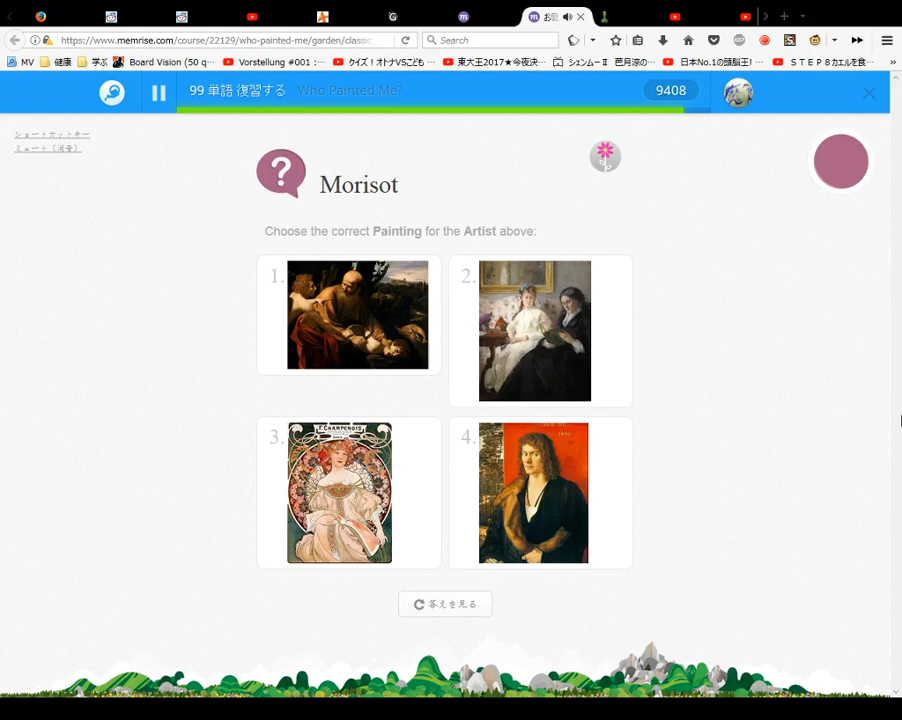 https://www.memrise.com/course/22129/who-painted-me/garden/classic_
Search
MV
健康
学ぶ
Board Vision (50 q…
Vorstellung #001 :…
クイズ！オトナVSこども…
東大王2017★今夜決…
シェンムーⅡ
芭月涼の…
日本No.1の頭脳王!…
ＳＴＥＰ８カエルを食…
99 単語 復習する Who Painted Me?
9408
ショートカットキー
ミュート（消音）
?
Morisot
Choose the correct Painting for the Artist above:
1.
2.
F. CHAMPENOIS
3.
4.
答えを見る